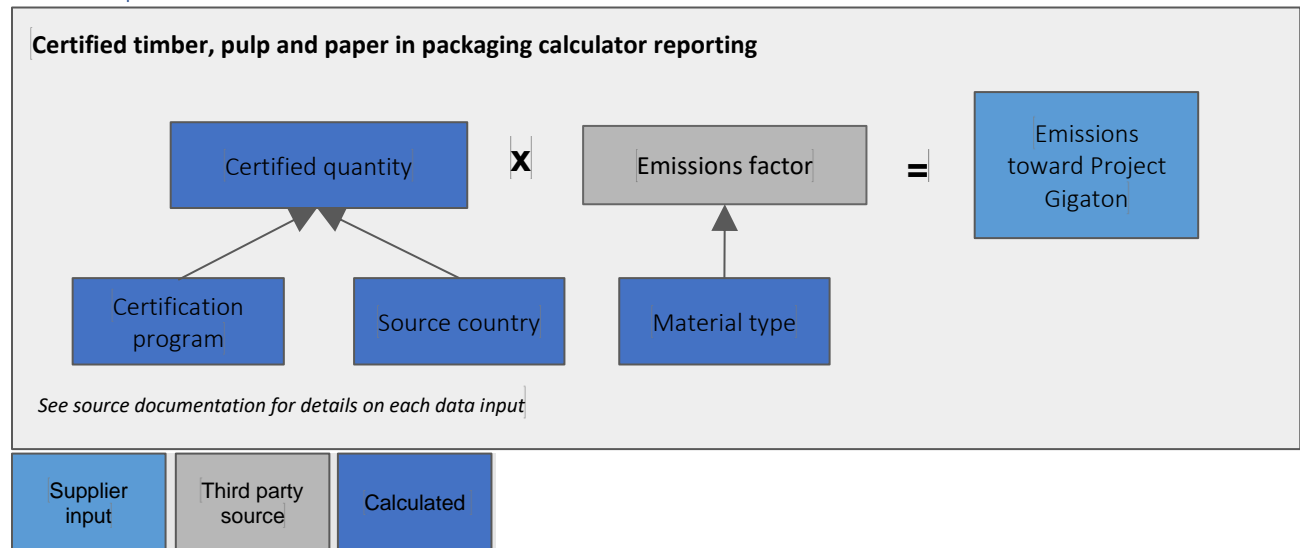 Certified timber, pulp and paper in packaging calculator reporting
Certified quantity
x
Emissions factor
=
Emissions
toward Project
Gigaton
Certification
program
Source country
Material type
See source documentation for details on each data input
Supplier
input
Third party
source
Calculated